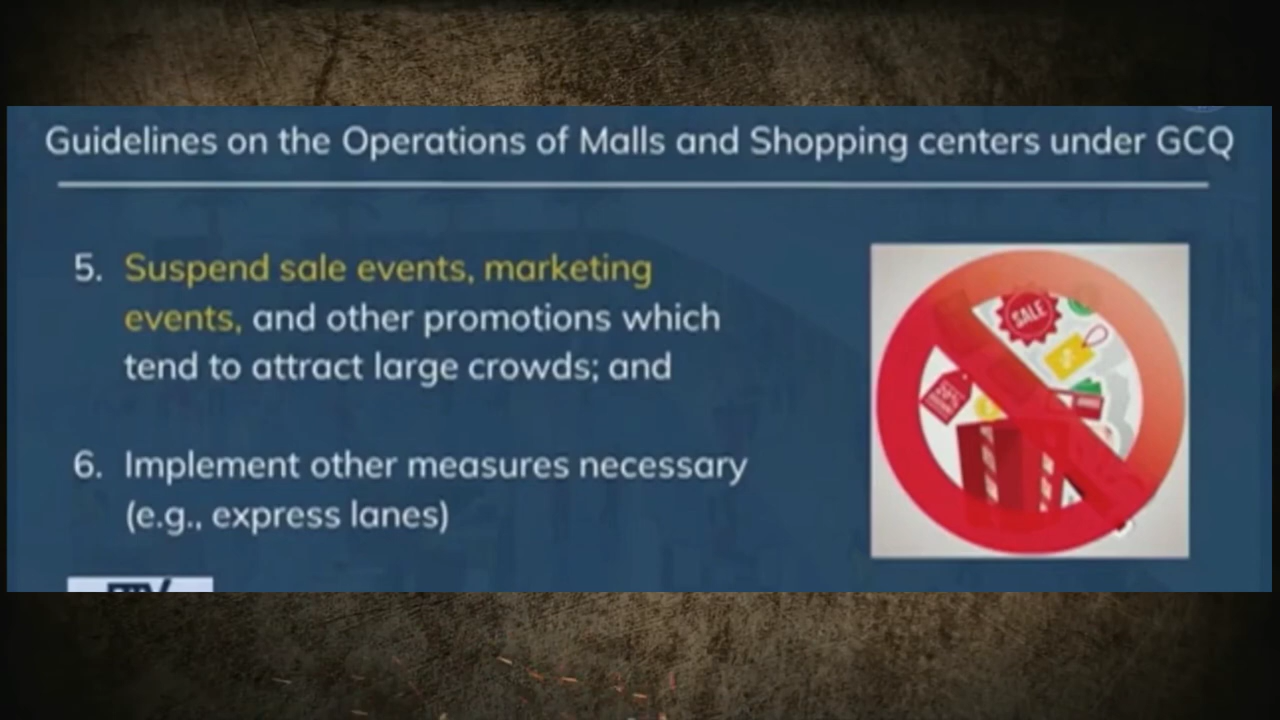 Guidelines on the Operations of Malls and Shopping centers under GCQ
5. Suspend sale events, marketing
events, and other promotions which
tend to attract large crowds; and
6. Implement other measures necessary
(e.g., express lanes)
SALE